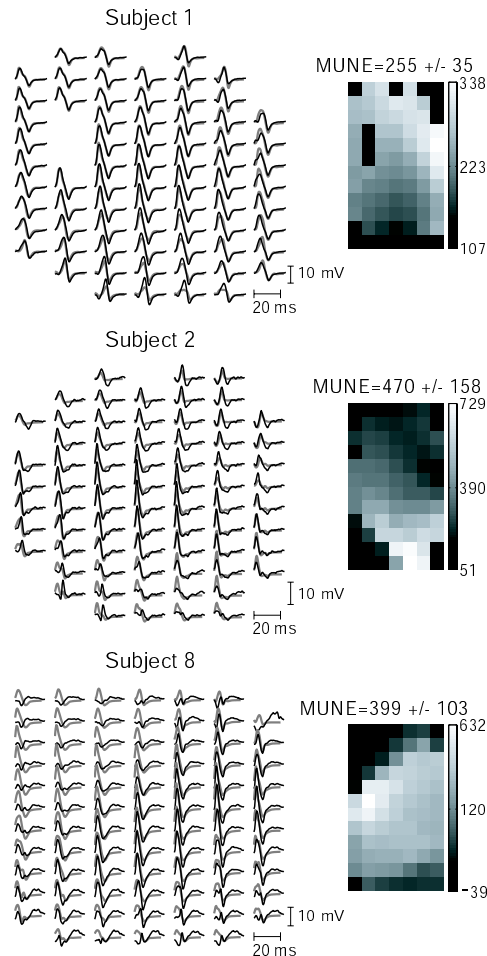 Subject 1
MUNE=255 +/- 35
338
223
107
10 mV
20 ms
Subject 2
MUNE=470 +/- 158
729
490
51
10 mV
20 ms
Subject 8
MUNE=399 +/- 103
632
120
-39
10 mV
20 ms